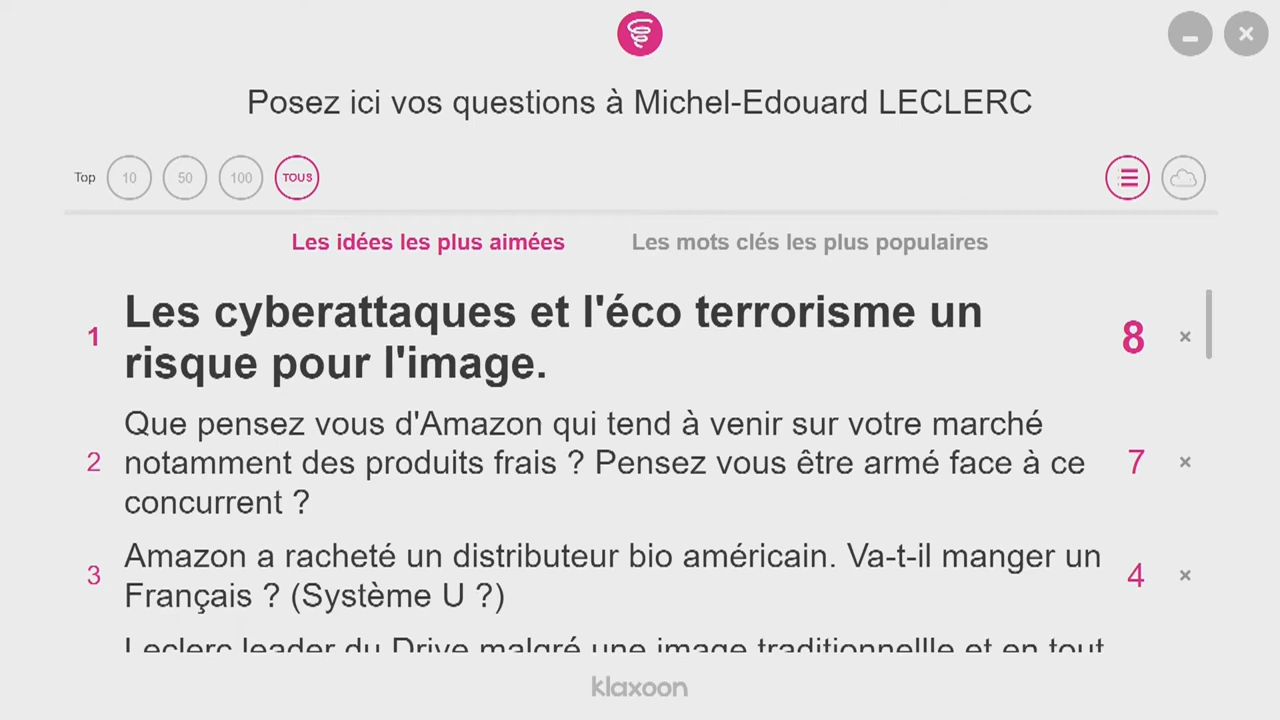 Posez ici vos questions à Michel-Edouard LECLERC
Top 10 50 100 TOUS
Les idées les plus aimées Les mots clés les plus populaires
Les cyberattaques et l'éco terrorisme un
1 risque pour l'image. 8 ×
Que pensez vous d'Amazon qui tend à venir sur votre marché
2 notamment des produits frais ? Pensez vous être armé face à ce 7 ×
concurrent ?
Amazon a racheté un distributeur bio américain. Va-t-il manger un
3 Français ? (Système U ?) 4 ×
Leclerc leader du Drive malgré une image traditionnellle et en tout
klaxoon